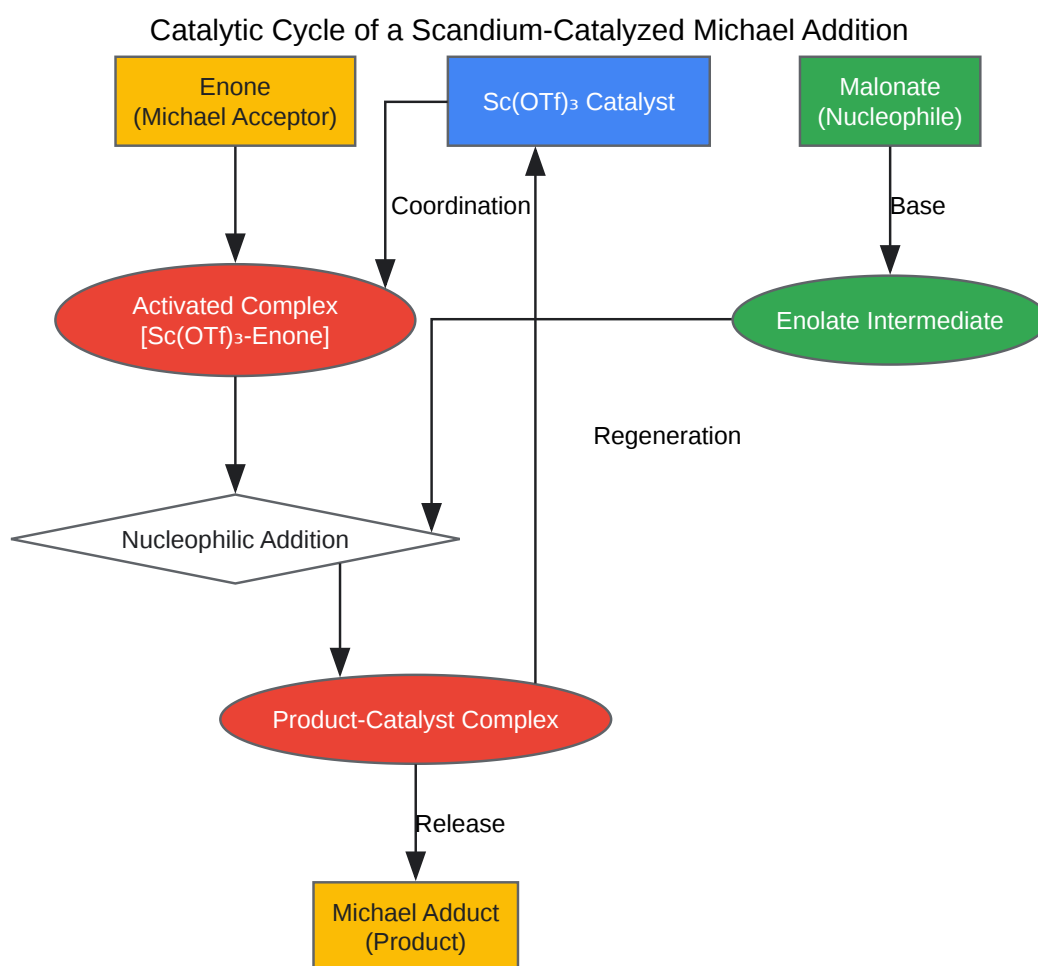 Catalytic Cycle of a Scandium-Catalyzed Michael Addition
Enone
(Michael Acceptor)
Sc(OTf)₃ Catalyst
Malonate
(Nucleophile)
Coordination
Base
Activated Complex
[Sc(OTf)₃-Enone]
Enolate Intermediate
Regeneration
Nucleophilic Addition
Product-Catalyst Complex
Release
Michael Adduct
(Product)